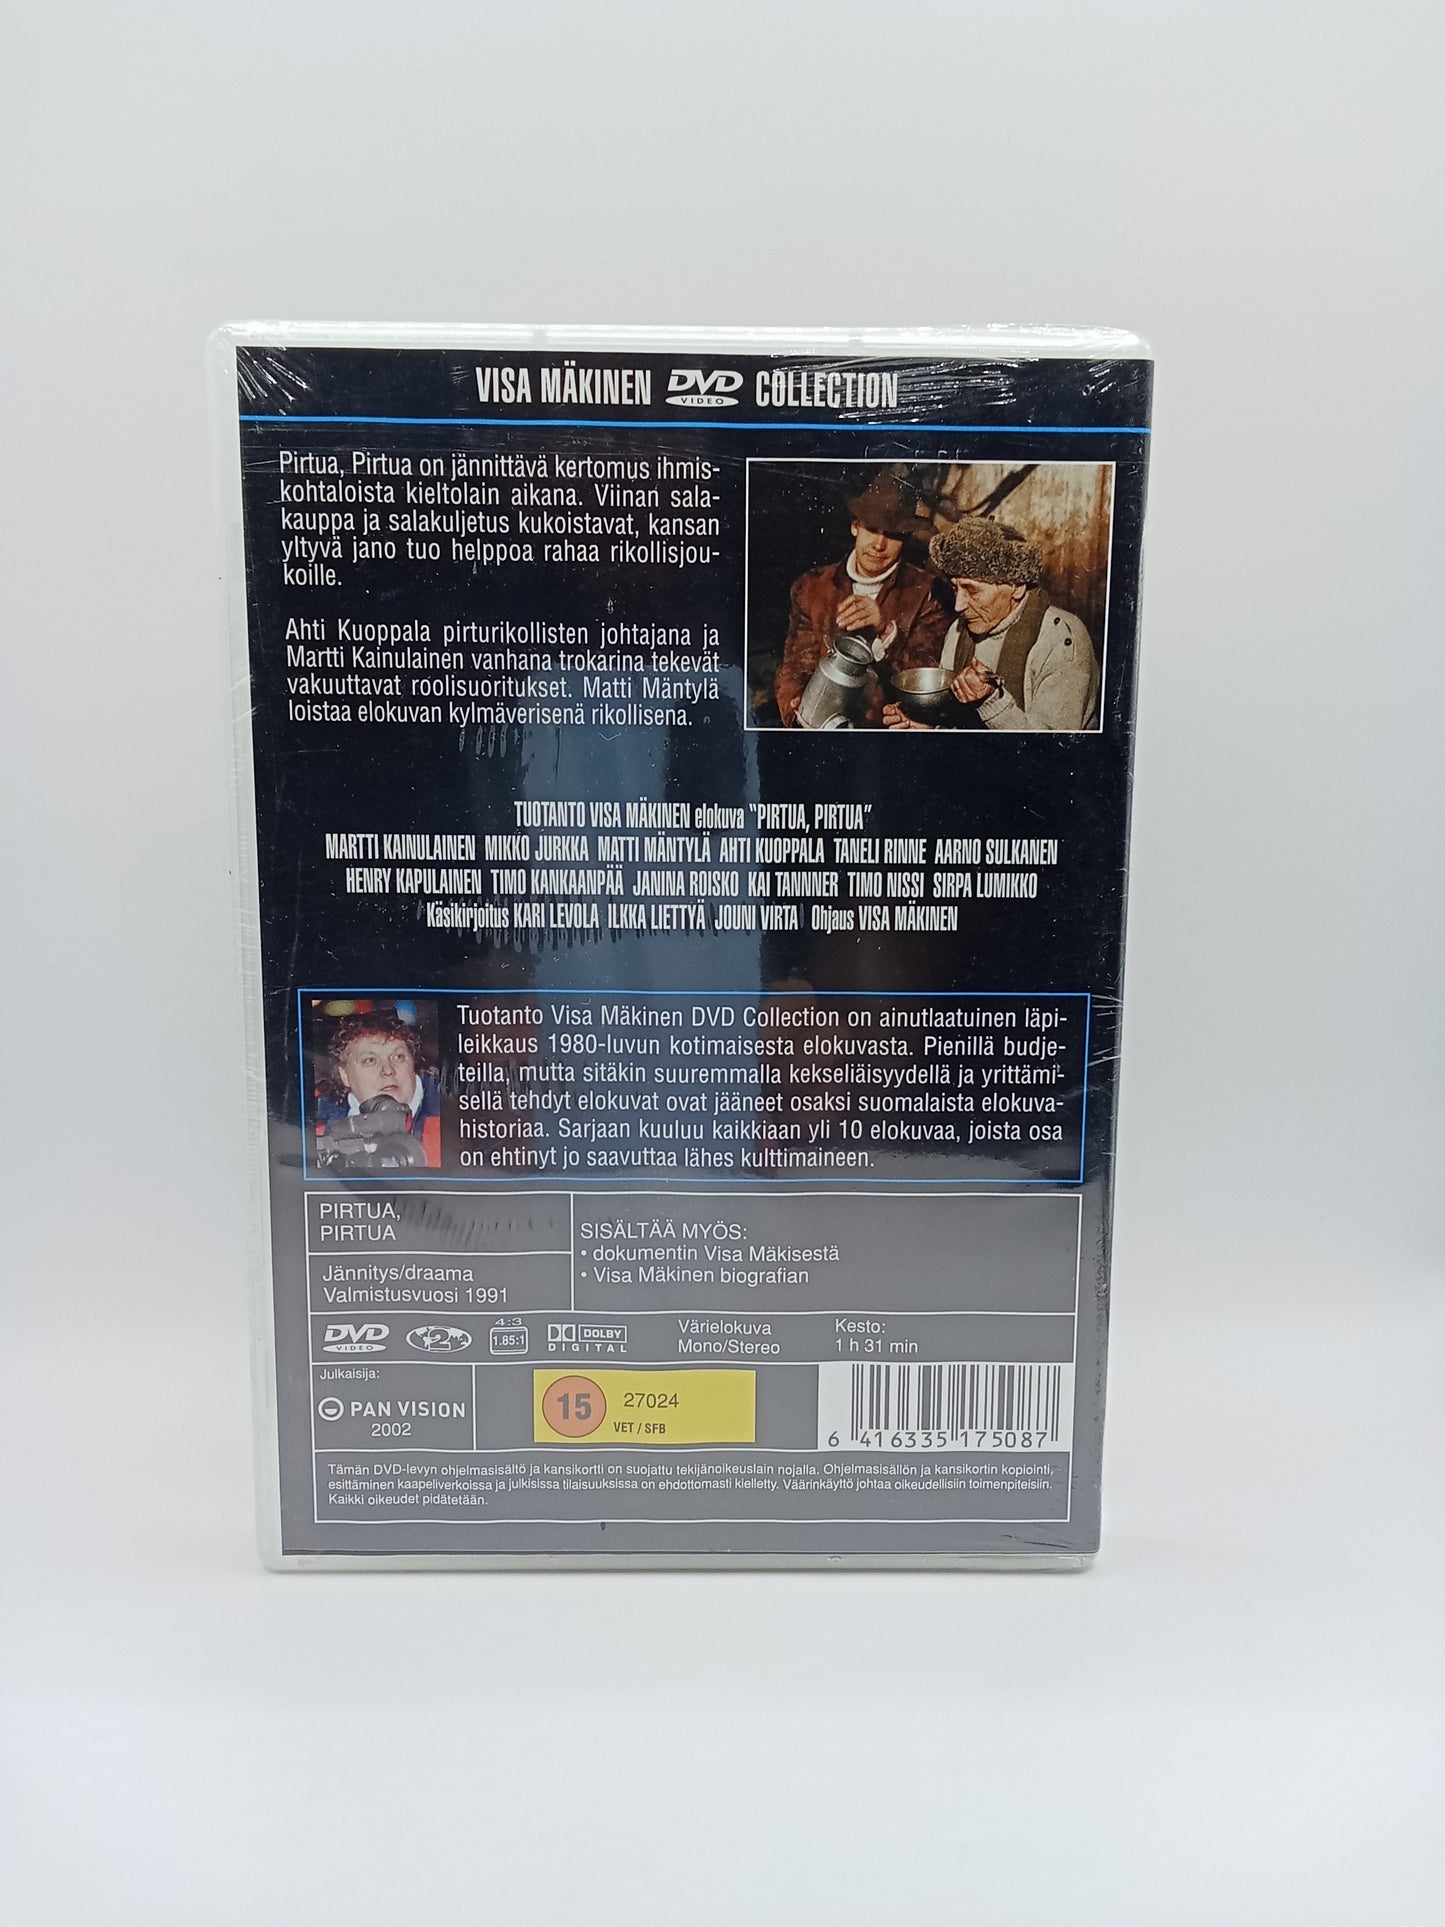 VISA MÄKINEN DVD VIDEO COLLECTION
Pirtua, Pirtua on jännittävä kertomus ihmis-
kohtaloista kieltolain aikana. Viinan sala-
kauppa ja salakuljetus kukoistavat, kansan
yltyvä jano tuo helppoa rahaa rikollisjou-
koille.
Ahti Kuoppala pirturikollisten johtajana ja
Martti Kainulainen vanhana trokarina tekevät
vakuuttavat roolisuoritukset. Matti Mäntylä
loistaa elokuvan kylmäverisenä rikollisena.
TUOTANTO VISA MÄKINEN elokuva "PIRTUA, PIRTUA"
MARTTI KAINULAINEN MIKKO JURKKA MATTI MÄNTYLÄ AHTI KUOPPALA TANELI RINNE AARNO SULKANEN
HENRY KAPULAINEN TIMO KANKAANPÄÄ JANINA ROISKO KAI TANNNER TIMO NISSI SIRPA LUMIKKO
Käsikirjoitus KARI LEVOLA ILKKA LIETTYÄ JOUNI VIRTA Ohjaus VISA MÄKINEN
Tuotanto Visa Mäkinen DVD Collection on ainutlaatuinen läpi-
leikkaus 1980-luvun kotimaisesta elokuvasta. Pienillä budje-
teilla, mutta sitäkin suuremmalla kekseliäisyydellä ja yrittämi-
sellä tehdyt elokuvat ovat jääneet osaksi suomalaista elokuva-
historiaa. Sarjaan kuuluu kaikkiaan yli 10 elokuvaa, joista osa
on ehtinyt jo saavuttaa lähes kulttimaineen.
PIRTUA,
PIRTUA
Jännitys/draama
Valmistusvuosi 1991
SISÄLTÄÄ MYÖS:
• dokumentin Visa Mäkisestä
• Visa Mäkinen biografian
DVD VIDEO
2
4:3
1.85:1
DOLBY
DIGITAL
Värielokuva
Mono/Stereo
Kesto:
1 h 31 min
Julkaisija:
PAN VISION
2002
15 27024
VET / SFB
6 416335 175087
Tämän DVD-levyn ohjelmasisältö ja kansikortti on suojattu tekijänoikeuslain nojalla. Ohjelmasisällön ja kansikortin kopiointi,
esittäminen kaapeliverkoissa ja julkisissa tilaisuuksissa on ehdottomasti kielletty. Väärinkäyttö johtaa oikeudellisiin toimenpiteisiin.
Kaikki oikeudet pidätetään.